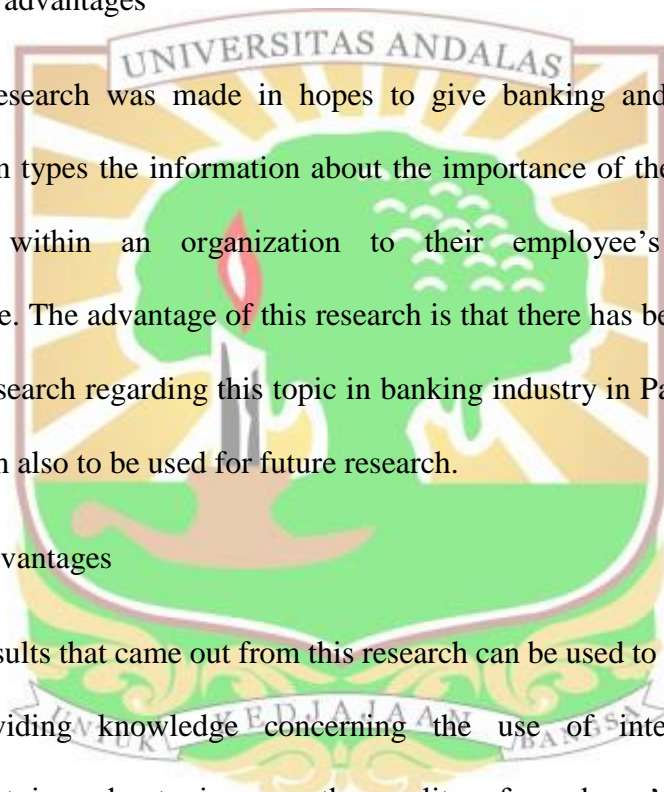 advantages
UNIVERSITAS ANDALAS
esearch was made in hopes to give banking and
n types the information about the importance of the
within an organization to their employee’s
e. The advantage of this research is that there has be
search regarding this topic in banking industry in Pa
n also to be used for future research.
vantages
sults that came out from this research can be used to
viding knowledge concerning the use of inte
UNTUK KEDJAJAAN BANGSA